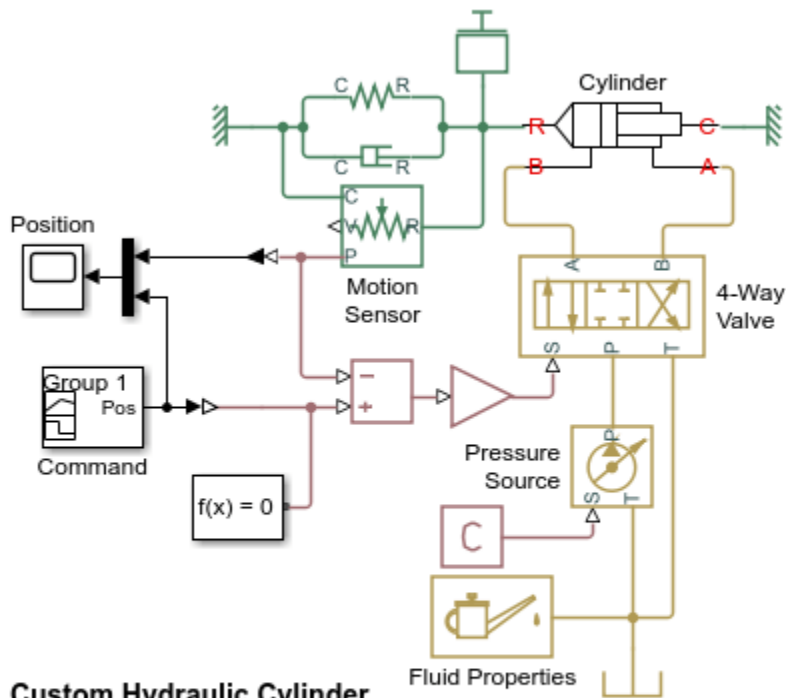 Cylinder
C
R
R
C
C
R
B
A
Position
C
V
R
P
Motion
Sensor
A
B
4-Way
Valve
S
P
T
Group 1
Pos
Command
−
+
Pressure
Source
P
S
T
f(x) = 0
C
Fluid Properties
Custom Hydraulic Cylinder